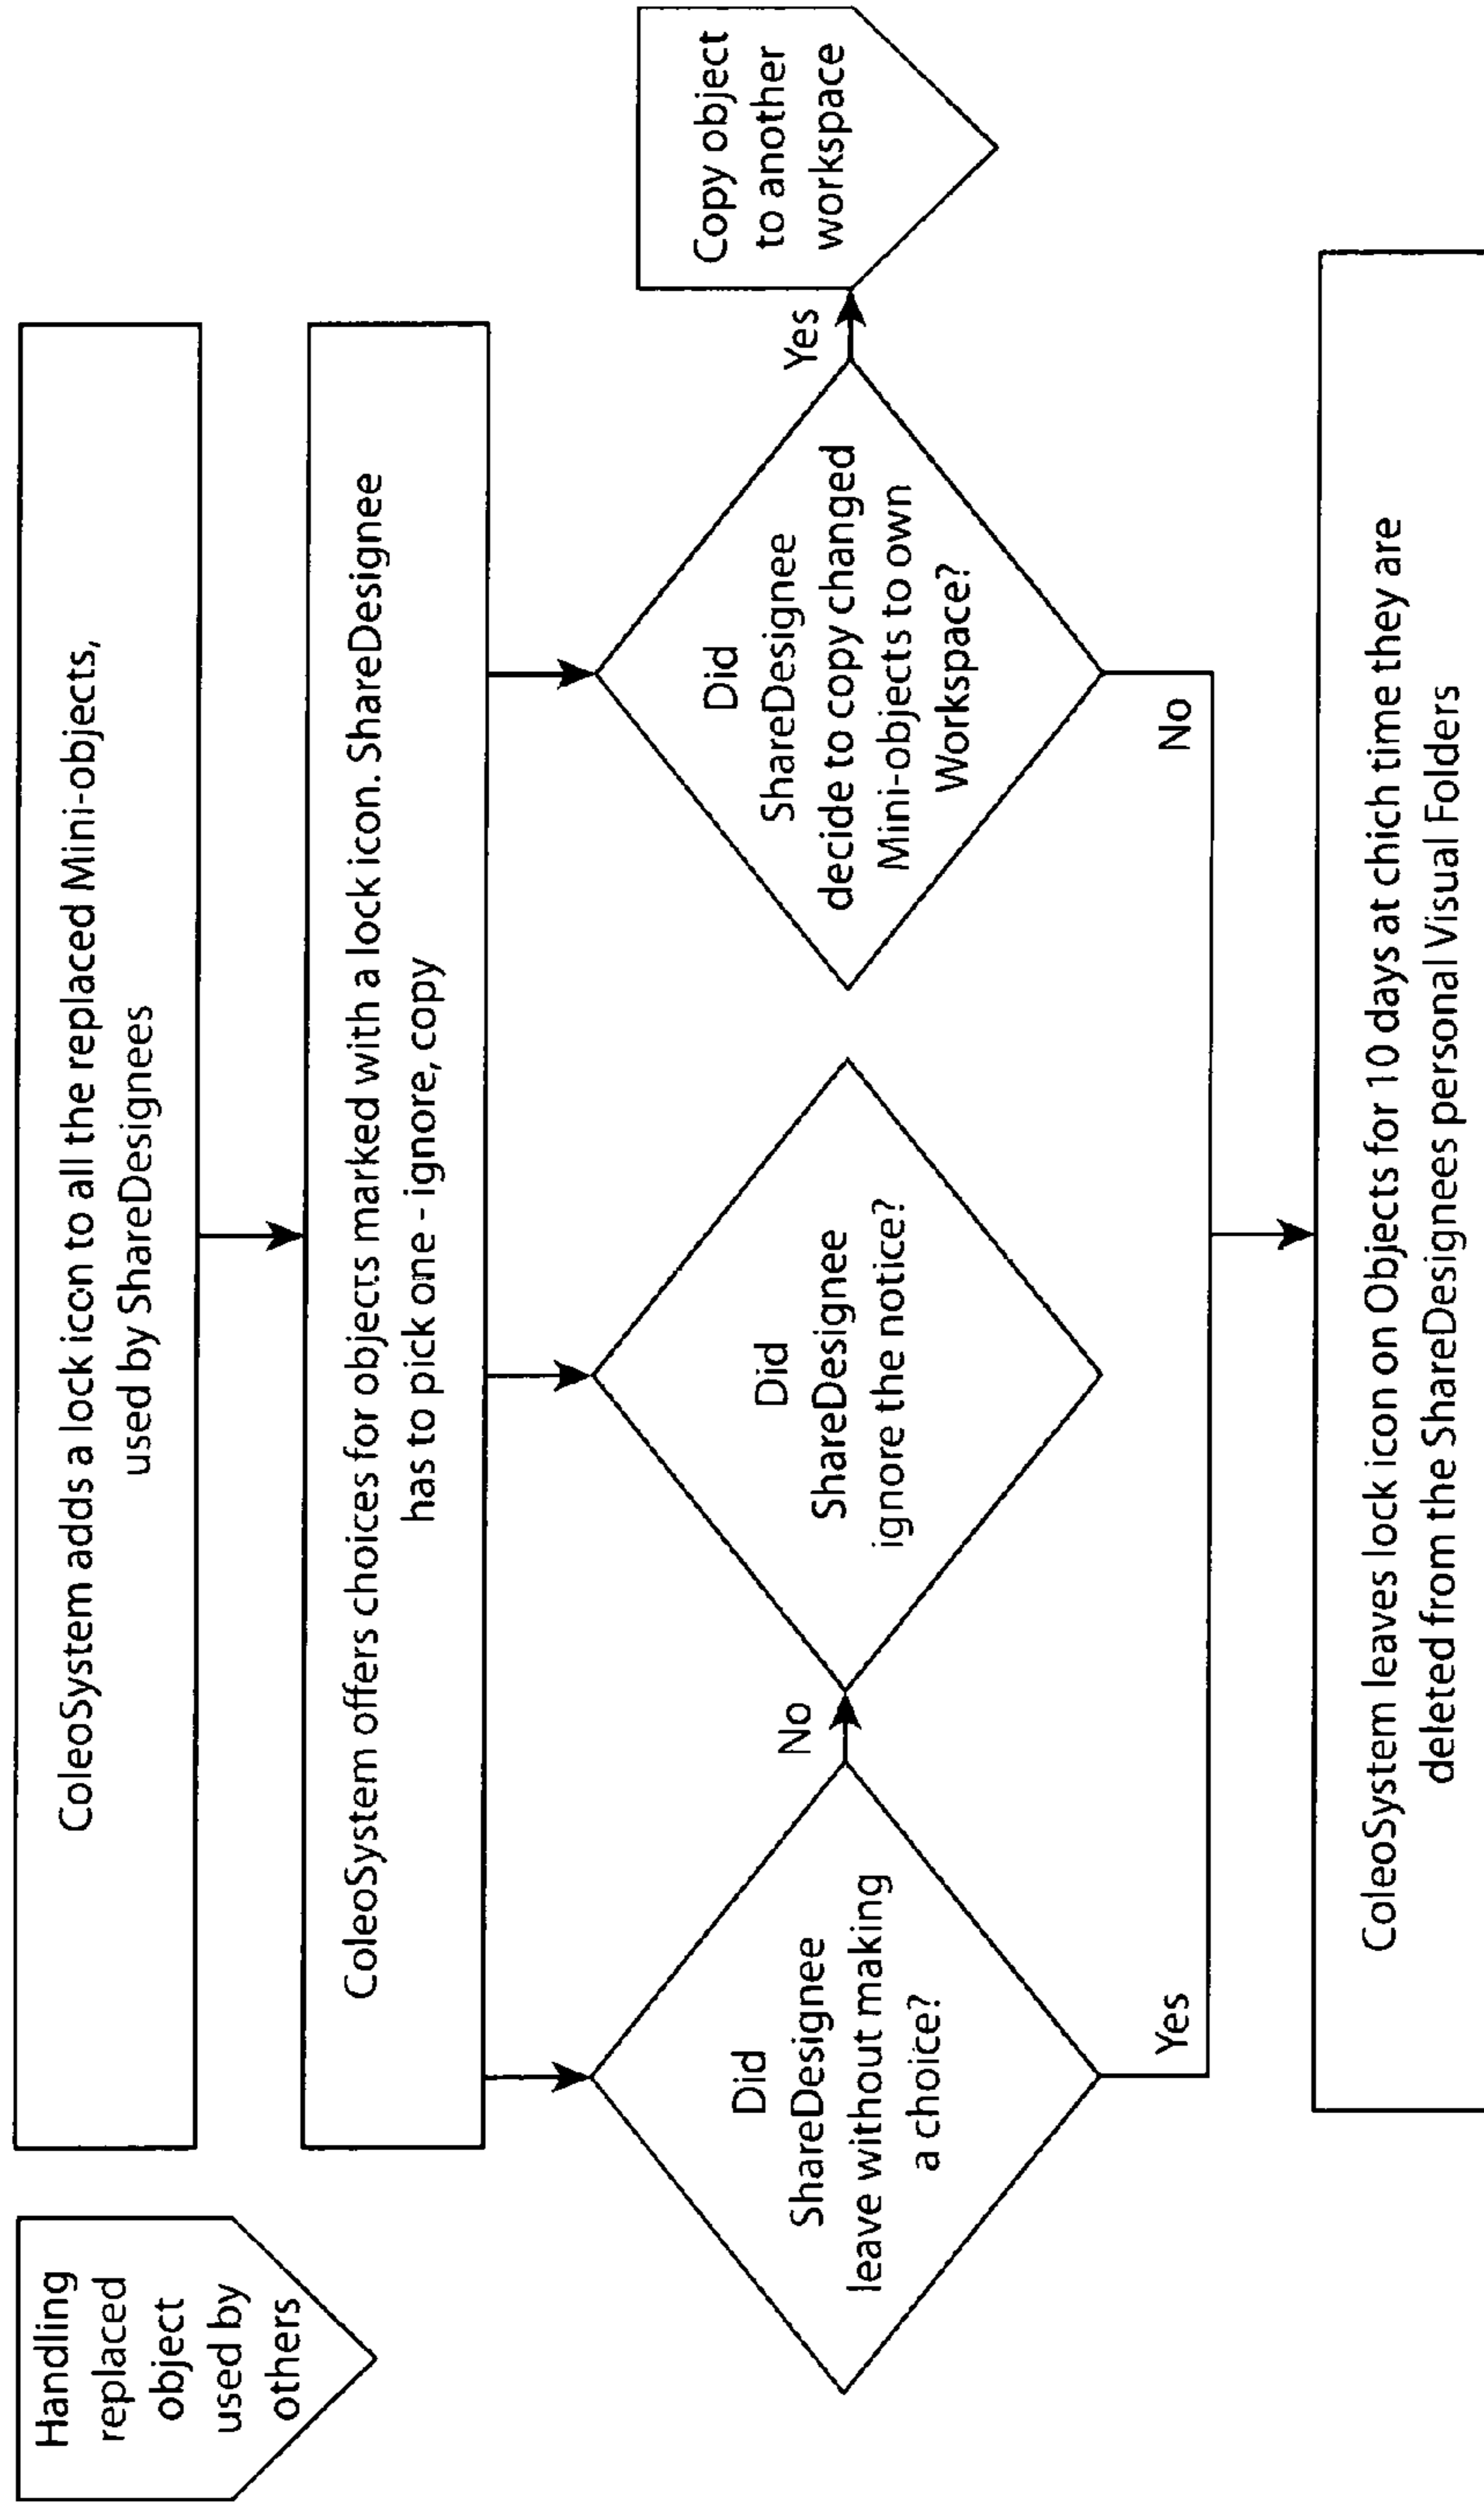 Handling
replaced
object
used by
others
ColeoSystem adds a lock icon to all the replaced Mini-objects,
used by ShareDesignees
ColeoSystem offers choices for objects marked with a lock icon. ShareDesignee
has to pick one - ignore, copy
Did
ShareDesignee
leave without making
a choice?
No
Yes
Did
ShareDesignee
ignore the notice?
Did
ShareDesignee
decide to copy changed
Mini-objects to own
Workspace?
Yes
No
Copy object
to another
workspace
ColeoSystem leaves lock icon on Objects for 10 days at chich time they are
deleted from the ShareDesignees personal Visual Folders